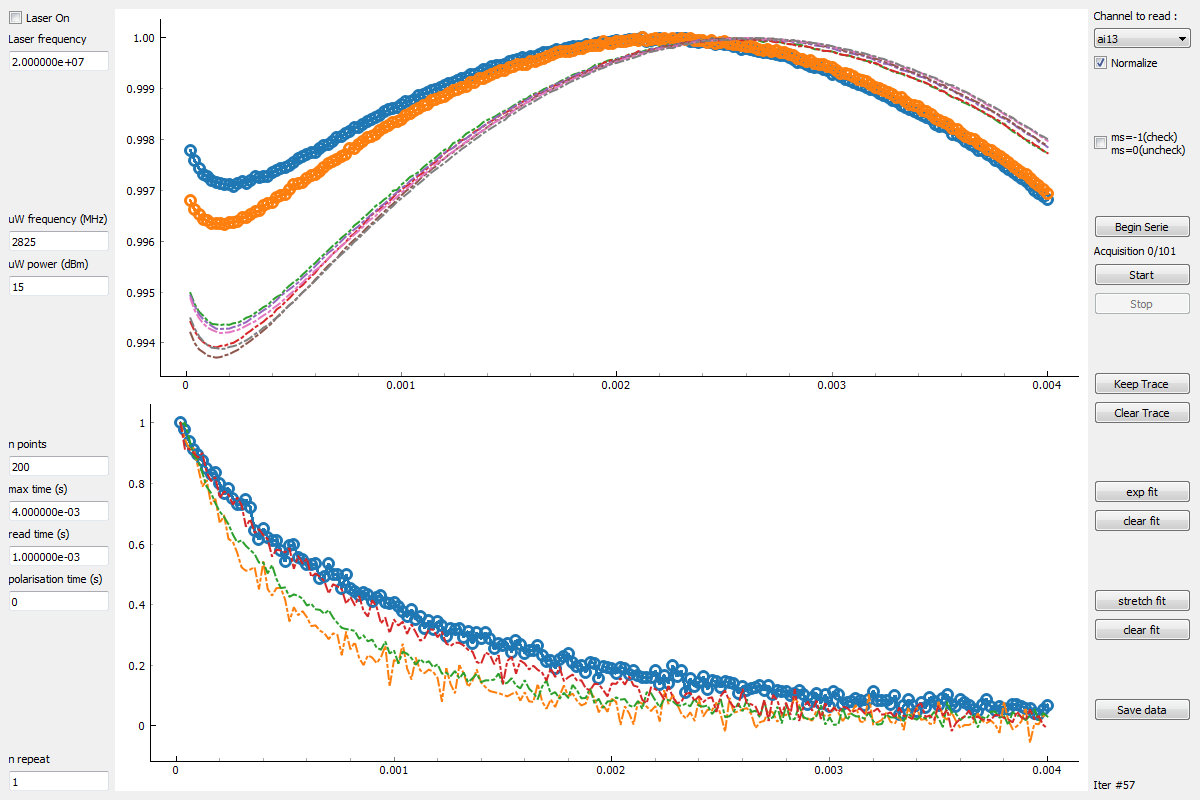 Laser On
Laser frequency
2.000000e+07
uW frequency (MHz)
2825
uW power (dBm)
15
n points
200
max time (s)
4.000000e-03
read time (s)
1.000000e-03
polarisation time (s)
0
n repeat
1
1.00
0.999
0.998
0.997
0.996
0.995
0.994
0
0.001
0.002
0.003
0.004
1
0.8
0.6
0.4
0.2
0
0
0.001
0.002
0.003
0.004
Channel to read :
ai13
Normalize
ms=-1(check)
ms=0(uncheck)
Begin Serie
Acquisition 0/101
Start
Stop
Keep Trace
Clear Trace
exp fit
clear fit
stretch fit
clear fit
Save data
Iter #57